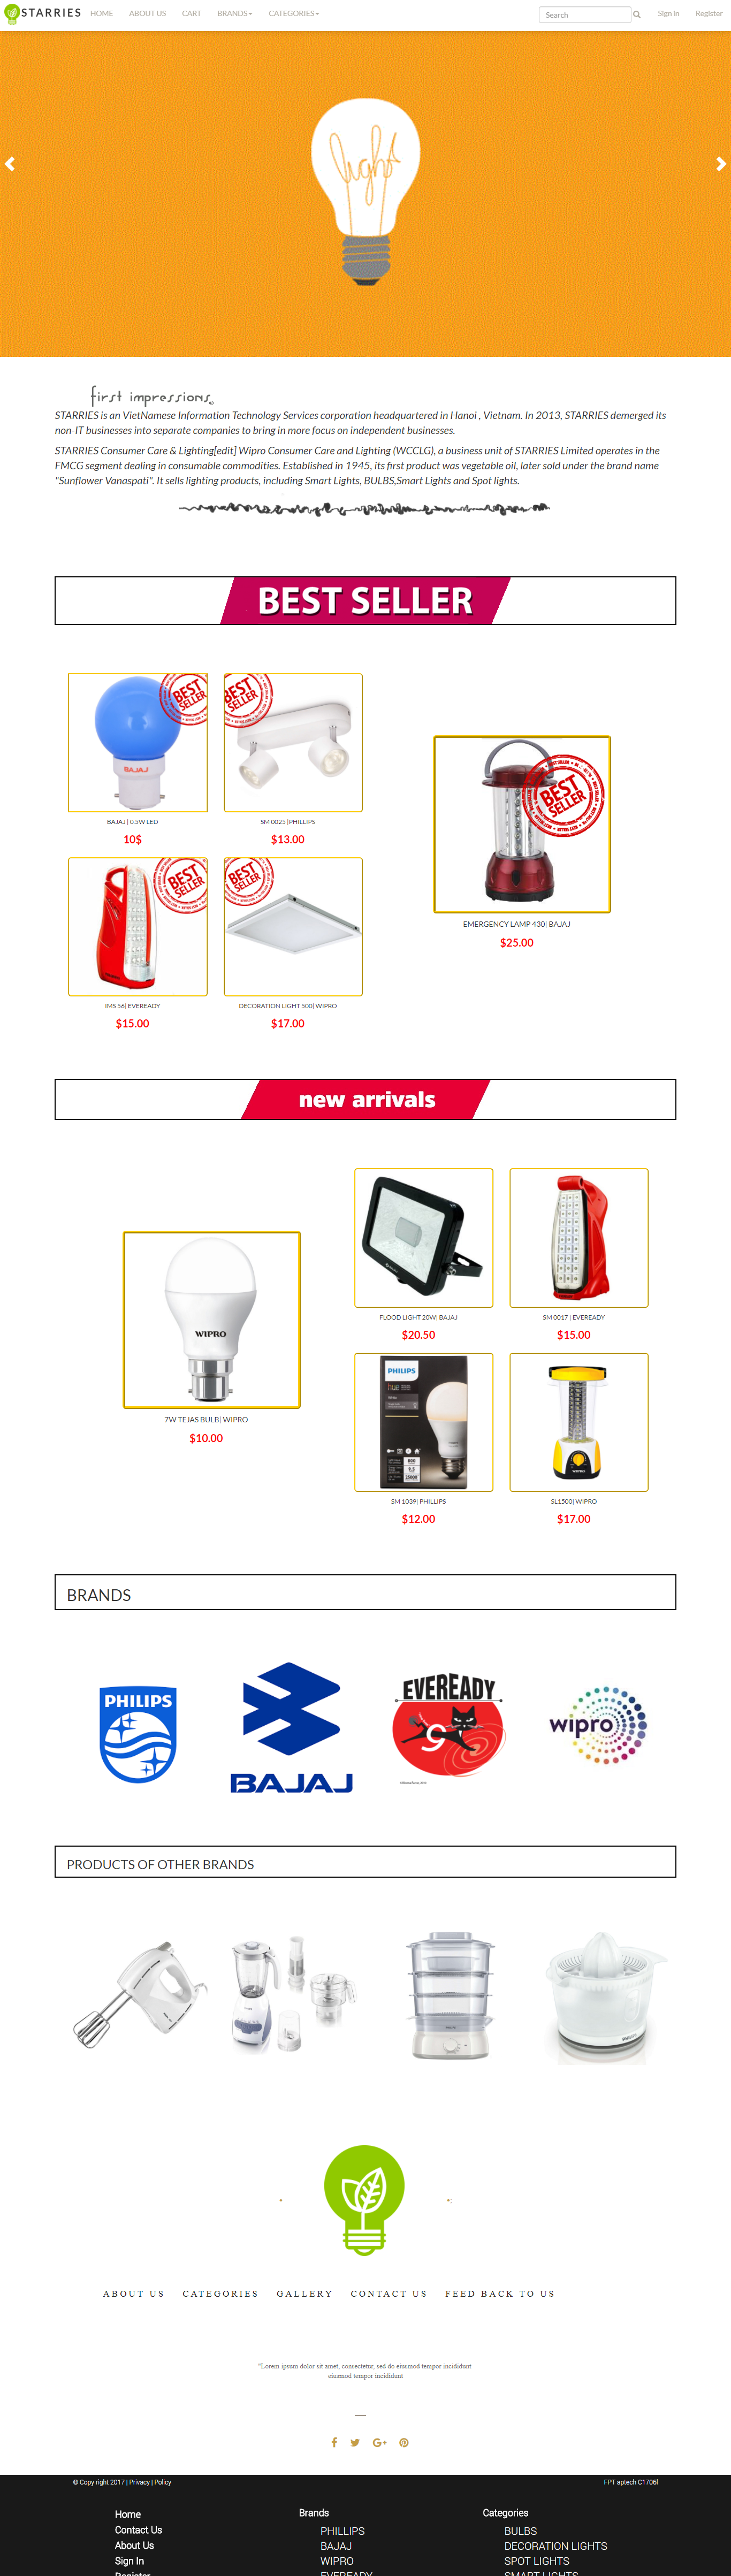 STARRIES HOME ABOUT US CART BRANDS CATEGORIES Search Sign in Register
light
first impressions®
STARRIES is an VietNamese Information Technology Services corporation headquartered in Hanoi , Vietnam. In 2013, STARRIES demerged its
non-IT businesses into separate companies to bring in more focus on independent businesses.
STARRIES Consumer Care & Lighting[edit] Wipro Consumer Care and Lighting (WCCLG), a business unit of STARRIES Limited operates in the
FMCG segment dealing in consumable commodities. Established in 1945, its first product was vegetable oil, later sold under the brand name
"Sunflower Vanaspati". It sells lighting products, including Smart Lights, BULBS,Smart Lights and Spot lights.
BEST SELLER
BEST SELLER
BAJAJ
BEST SELLER
BAJAJ | 0.5W LED
10$
SM 0025 |PHILLIPS
$13.00
BEST SELLER
EMERGENCY LAMP 430| BAJAJ
$25.00
BEST SELLER
BEST SELLER
IMS 56| EVEREADY
$15.00
DECORATION LIGHT 500| WIPRO
$17.00
new arrivals
WIPRO
7W TEJAS BULB| WIPRO
$10.00
FLOOD LIGHT 20W| BAJAJ
$20.50
SM 0017 | EVEREADY
$15.00
PHILIPS
hue
WIPRO
SM 1039| PHILLIPS
$12.00
SL1500| WIPRO
$17.00
BRANDS
PHILIPS
BAJAJ
EVEREADY
9
wipro
PRODUCTS OF OTHER BRANDS
ABOUT US CATEGORIES GALLERY CONTACT US FEED BACK TO US
"Lorem ipsum dolor sit amet, consectetur, sed do eiusmod tempor incididunt
eiusmod tempor incididunt
© Copy right 2017 | Privacy | Policy
FPT aptech C1706l
Home
Contact Us
About Us
Sign In
Register
Brands
PHILLIPS
BAJAJ
WIPRO
EVEREADY
Categories
BULBS
DECORATION LIGHTS
SPOT LIGHTS
SMART LIGHTS